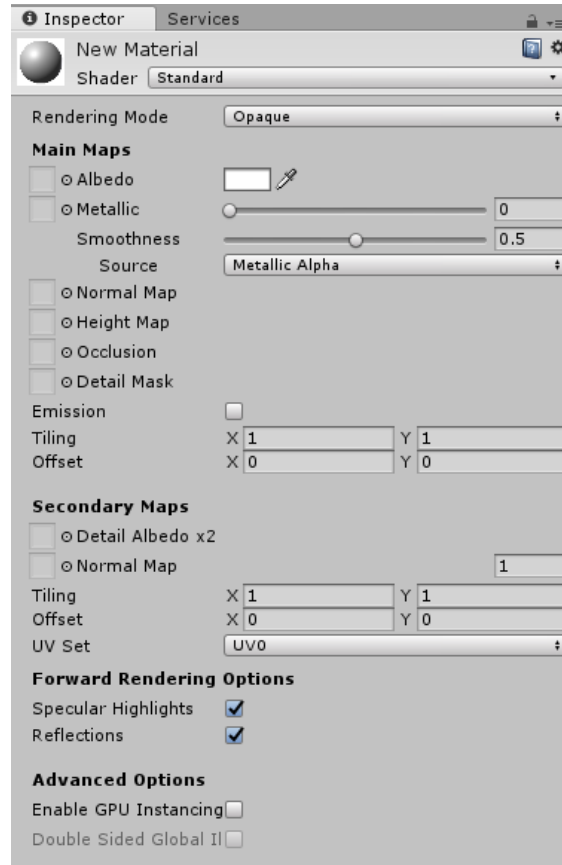 Inspector Services
New Material
Shader Standard
Rendering Mode Opaque
Main Maps
Albedo
Metallic 0
Smoothness 0.5
Source Metallic Alpha
Normal Map
Height Map
Occlusion
Detail Mask
Emission
Tiling X 1 Y 1
Offset X 0 Y 0
Secondary Maps
Detail Albedo x2
Normal Map 1
Tiling X 1 Y 1
Offset X 0 Y 0
UV Set UV0
Forward Rendering Options
Specular Highlights
Reflections
Advanced Options
Enable GPU Instancing
Double Sided Global Il